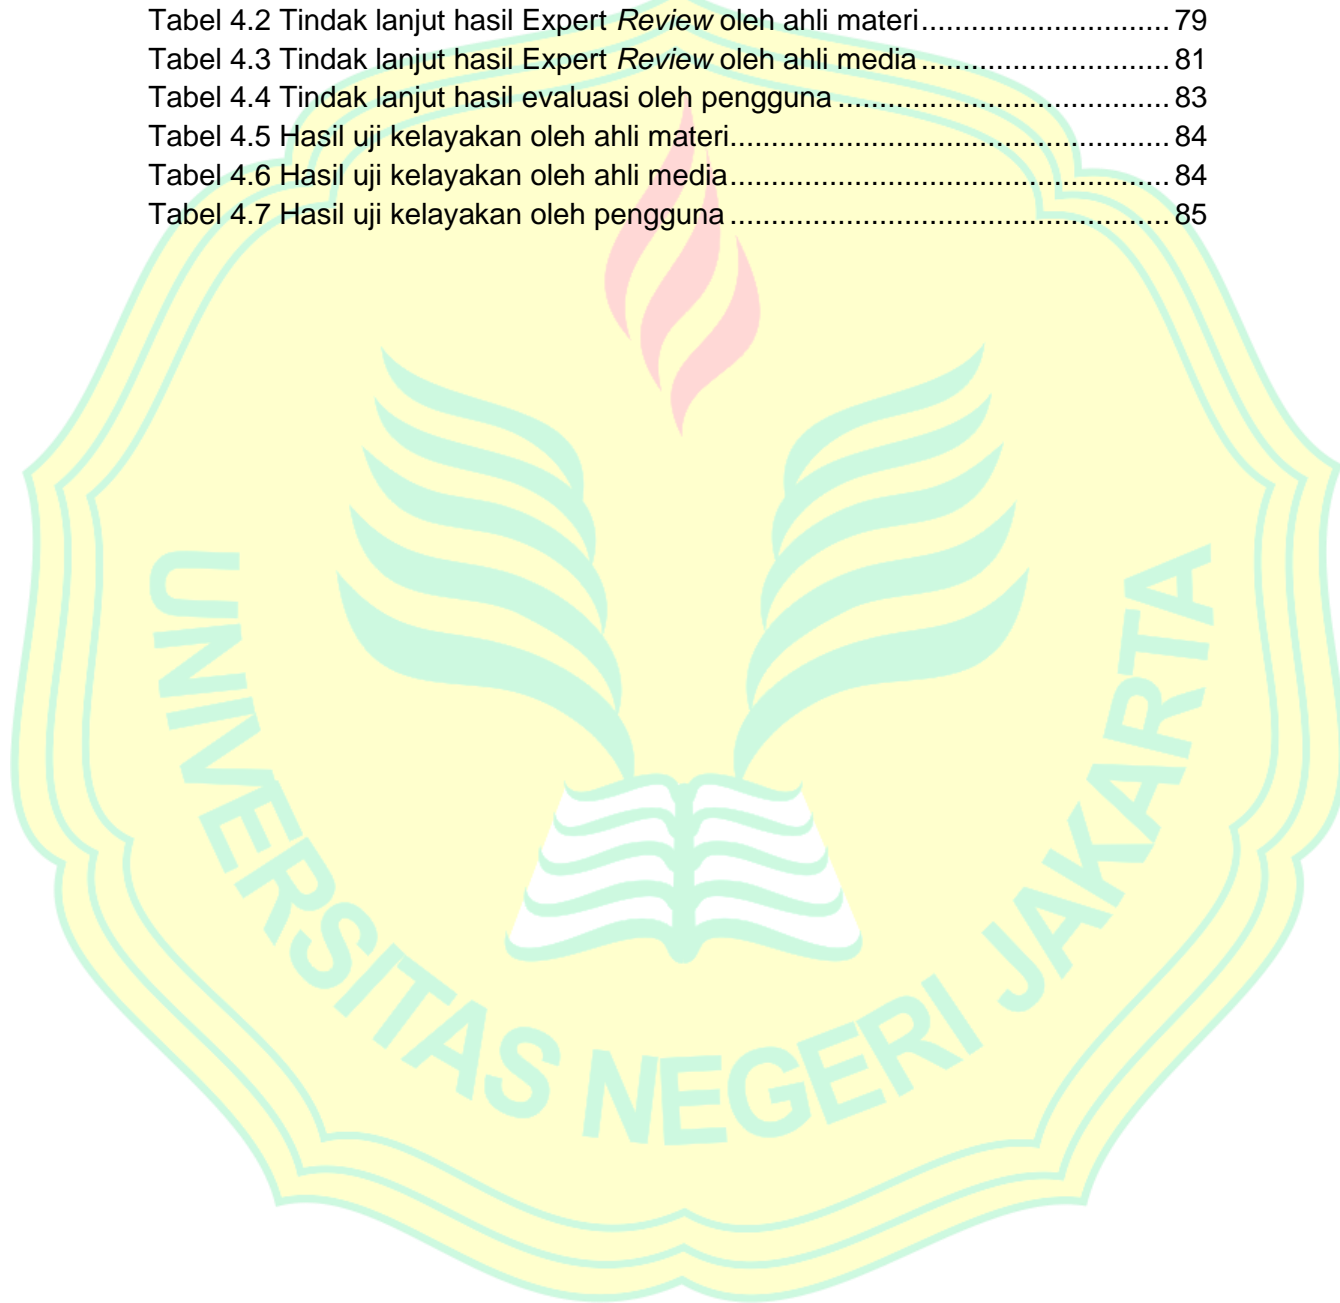 Tabel 4.2 Tindak lanjut hasil Expert Review oleh ahli materi............................... 79
Tabel 4.3 Tindak lanjut hasil Expert Review oleh ahli media............................... 81
Tabel 4.4 Tindak lanjut hasil evaluasi oleh pengguna......................................... 83
Tabel 4.5 Hasil uji kelayakan oleh ahli materi...................................................... 84
Tabel 4.6 Hasil uji kelayakan oleh ahli media...................................................... 84
Tabel 4.7 Hasil uji kelayakan oleh pengguna...................................................... 85
UNIVERSITAS NEGERI JAKARTA